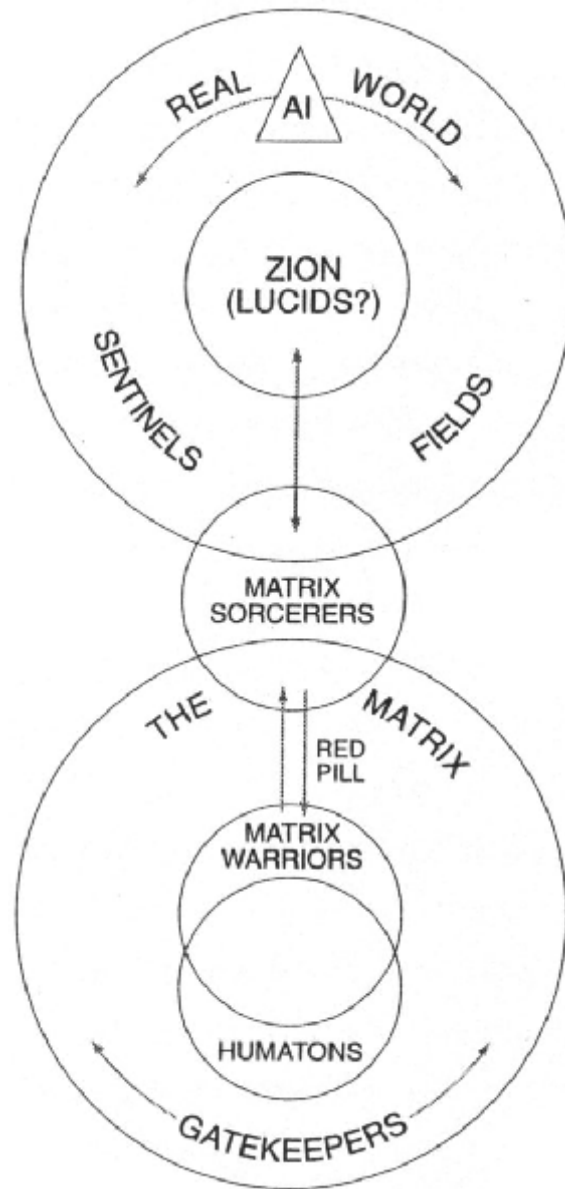 REAL
AI
WORLD
ZION
(LUCIDS?)
SENTINELS
FIELDS
MATRIX
SORCERERS
THE
MATRIX
RED
PILL
MATRIX
WARRIORS
HUMATONS
GATEKEEPERS